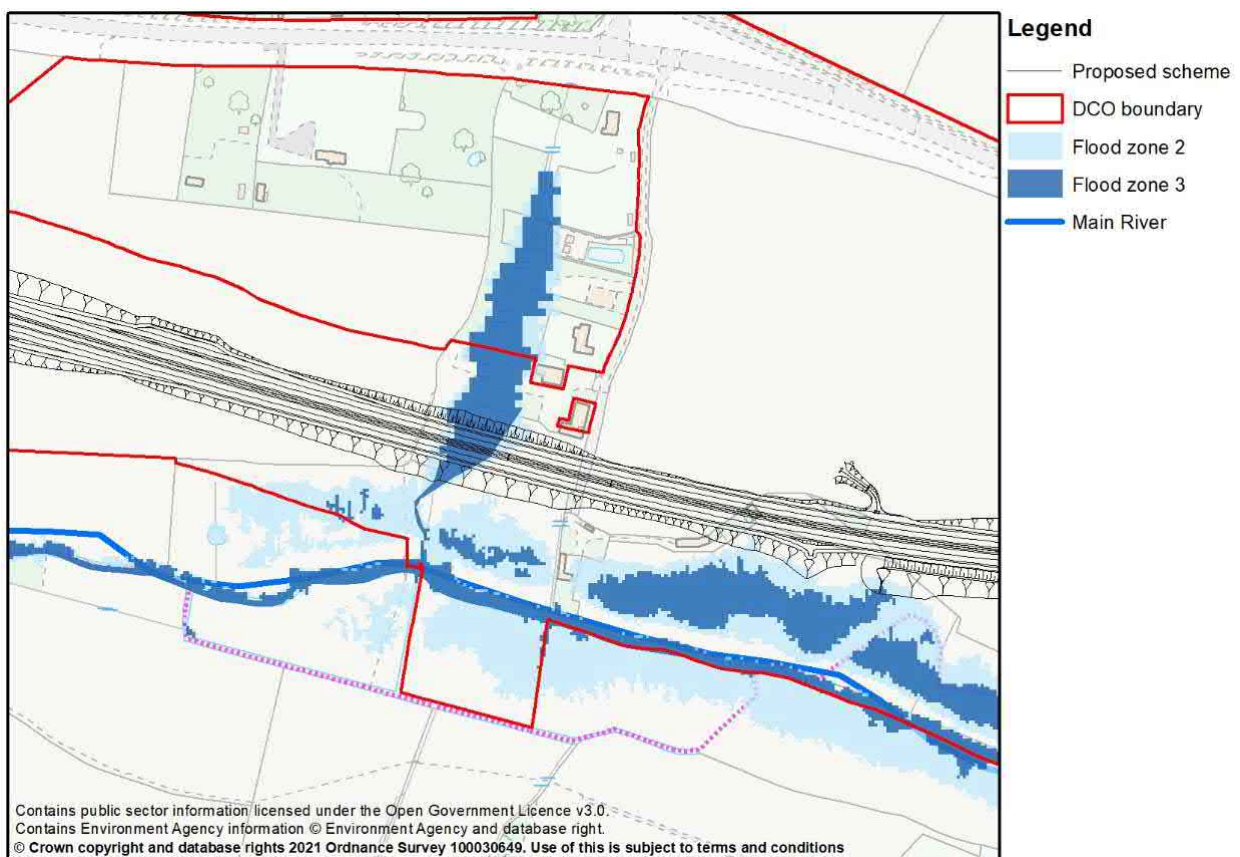 Legend
Proposed scheme
DCO boundary
Flood zone 2
Flood zone 3
Main River
Contains public sector information licensed under the Open Government Licence v3.0.
Contains Environment Agency information © Environment Agency and database right.
© Crown copyright and database rights 2021 Ordnance Survey 100030649. Use of this is subject to terms and conditions